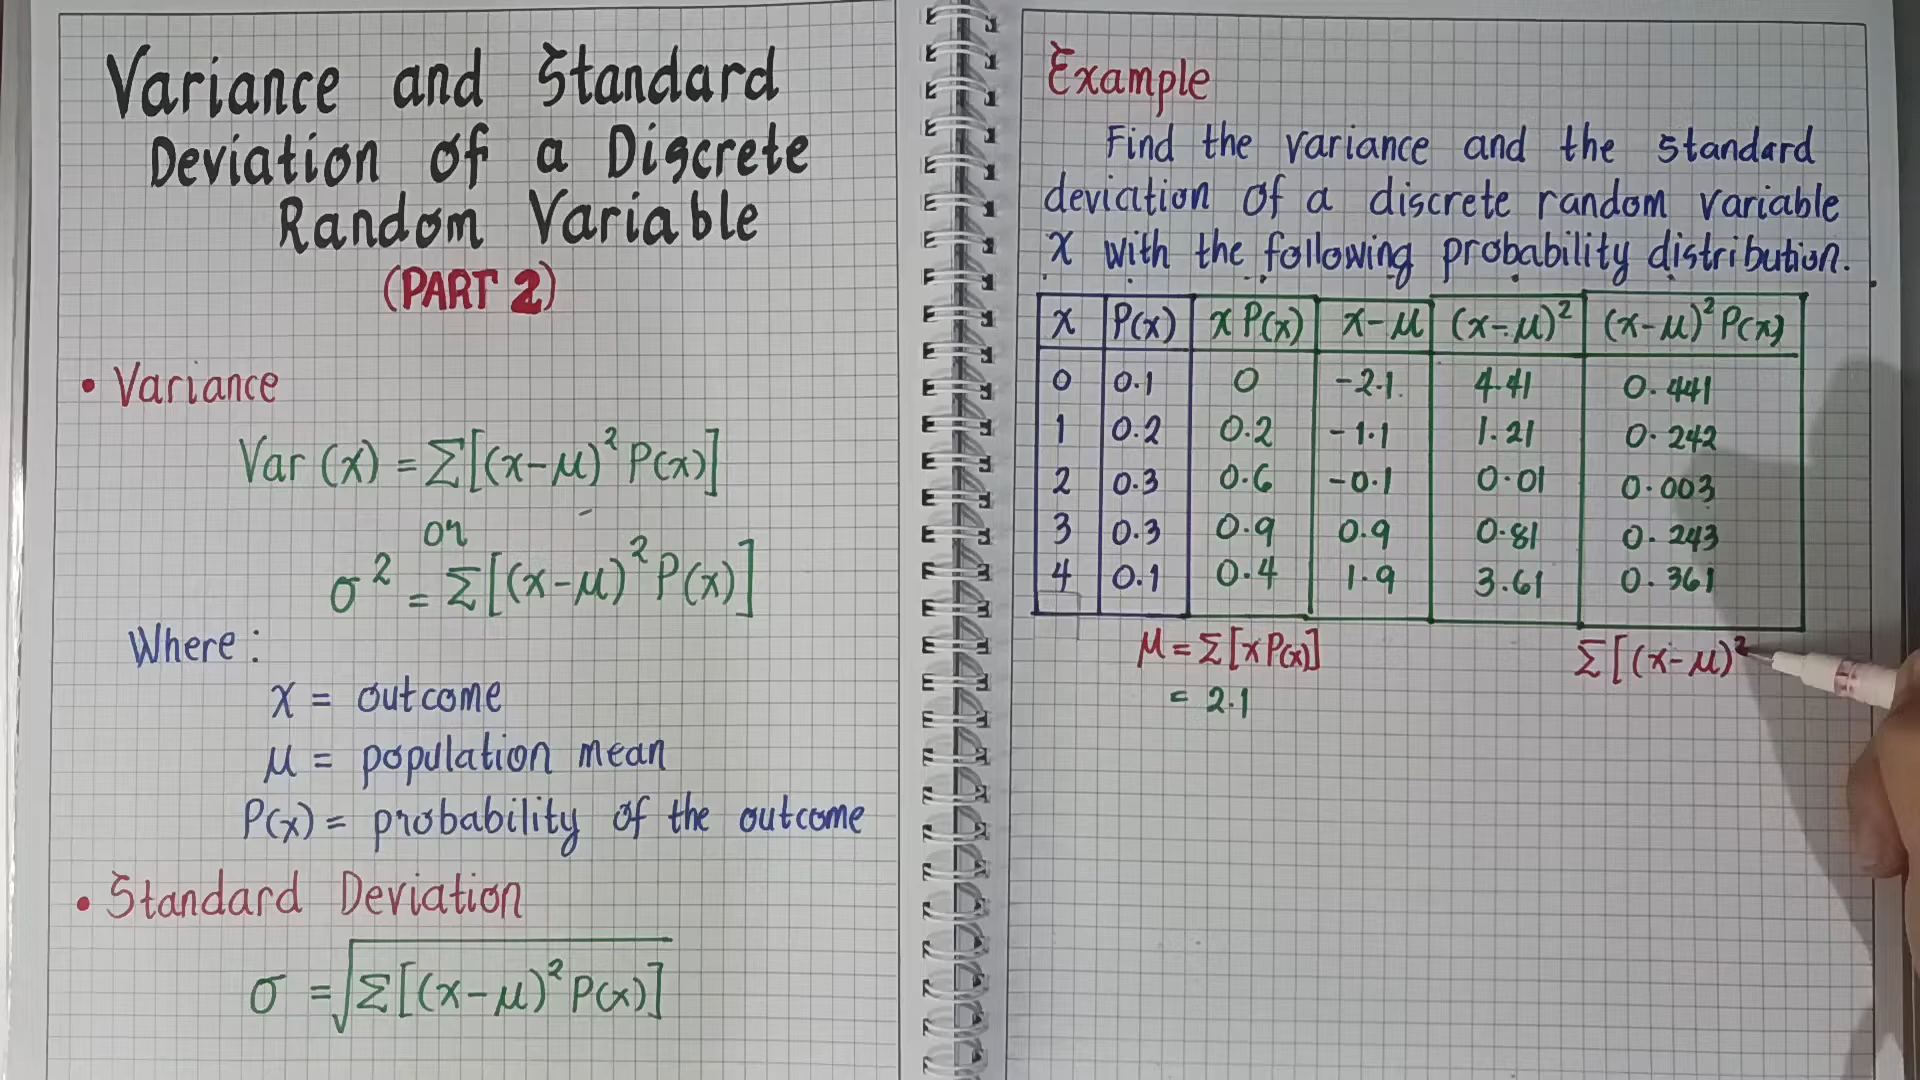 Variance and Standard
Deviation of a Discrete
Random Variable
(PART 2)
• Variance
Var (x) = Σ[(x-μ)² P(x)]
or
σ² = Σ[(x-μ)² P(x)]
Where :
x = outcome
μ = population mean
P(x) = probability of the outcome
• Standard Deviation
σ = √Σ[(x-μ)² P(x)]
Example
Find the variance and the standard
deviation of a discrete random variable
x with the following probability distribution.
x P(x) x P(x) x-μ (x-μ)² (x-μ)² P(x)
0 0.1 0 -2.1 4.41 0.441
1 0.2 0.2 -1.1 1.21 0.242
2 0.3 0.6 -0.1 0.01 0.003
3 0.3 0.9 0.9 0.81 0.243
4 0.1 0.4 1.9 3.61 0.361
μ = Σ[x P(x)]
= 2.1
Σ[(x-μ)²